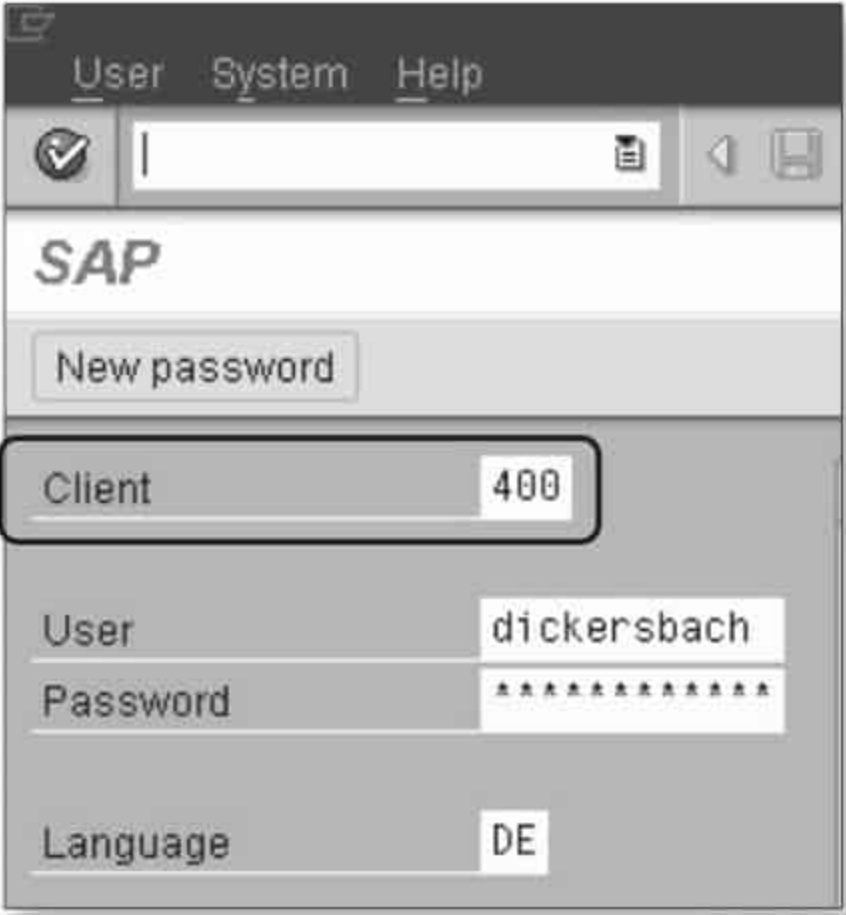 User System Help
SAP
New password
Client 400
User dickersbach
Password ************
Language DE